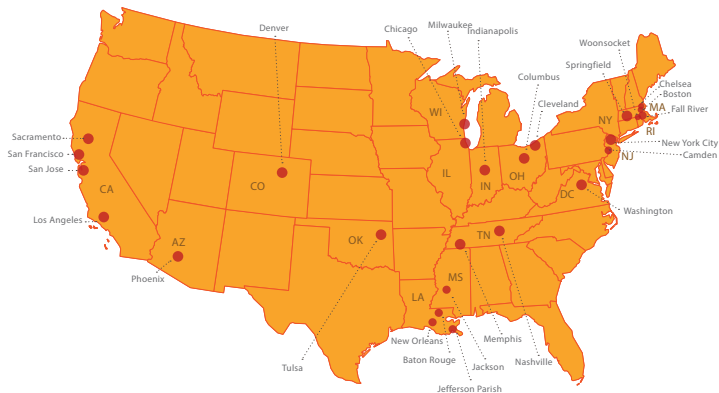 Milwaukee
Indianapolis
Denver
Chicago
Woonsocket
Springfield
Columbus
Chelsea
Boston
Cleveland
MA
Fall River
WI
NY
RI
Sacramento
New York City
San Francisco
NJ
Camden
San Jose
IL
OH
CO
IN
CA
DC
Washington
Los Angeles
TN
OK
AZ
Phoenix
MS
LA
New Orleans
Memphis
Baton Rouge
Nashville
Tulsa
Jackson
Jefferson Parish